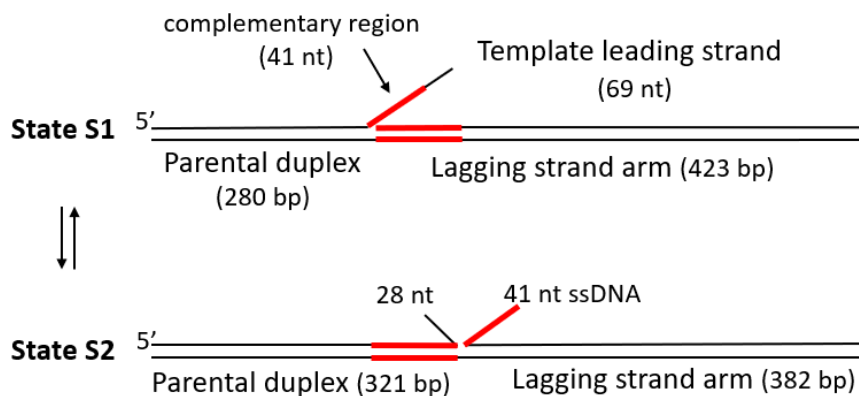 complementary region
(41 nt)
Template leading strand
(69 nt)
State S1
5’
Parental duplex
(280 bp)
Lagging strand arm (423 bp)
28 nt
41 nt ssDNA
State S2
5’
Parental duplex (321 bp)
Lagging strand arm (382 bp)